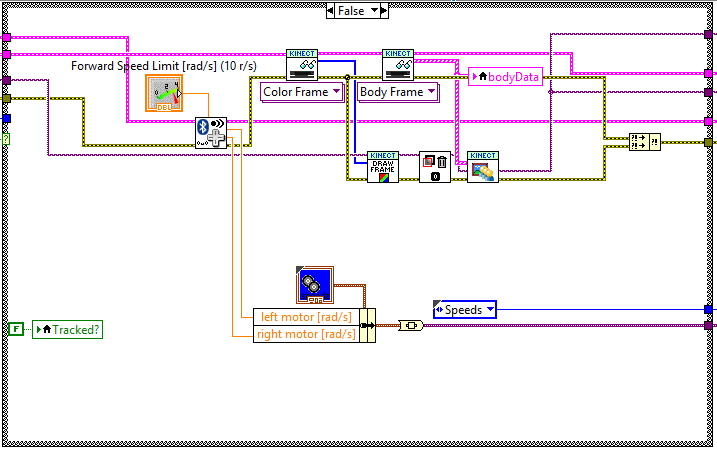 False
Forward Speed Limit [rad/s] (10 r/s)
KINECT
KINECT
bodyData
DBL
Color Frame
Body Frame
KINECT
DRAW
FRAME
0
KINECT
?!
?!
?!
left motor [rad/s]
right motor [rad/s]
Speeds
F
Tracked?